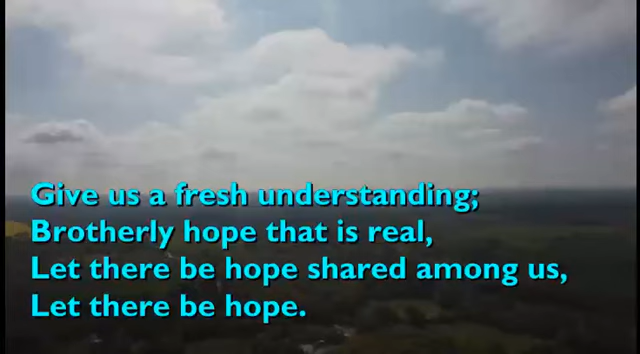 Give us a fresh understanding;
Brotherly hope that is real,
Let there be hope shared among us,
Let there be hope.